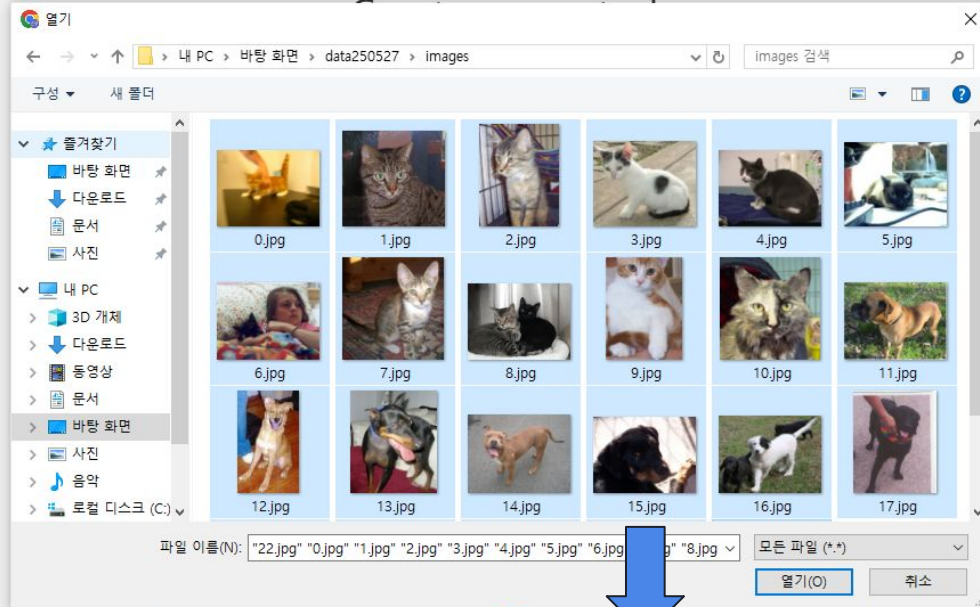 열기
내 PC > 바탕 화면 > data250527 > images
images 검색
구성
새 폴더
즐겨찾기
바탕 화면
다운로드
문서
사진
내 PC
3D 개체
다운로드
동영상
문서
바탕 화면
사진
음악
로컬 디스크 (C:)
0.jpg 1.jpg 2.jpg 3.jpg 4.jpg 5.jpg
6.jpg 7.jpg 8.jpg 9.jpg 10.jpg 11.jpg
12.jpg 13.jpg 14.jpg 15.jpg 16.jpg 17.jpg
파일 이름(N): "22.jpg" "0.jpg" "1.jpg" "2.jpg" "3.jpg" "4.jpg" "5.jpg" "6.jpg "8.jpg
모든 파일 (*.*)
열기(O) 취소